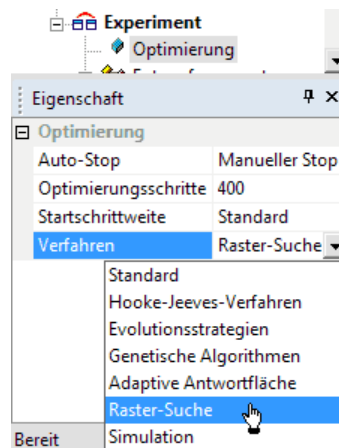 Experiment
Optimierung
Eigenschaft
Optimierung
Auto-Stop Manueller Stop
Optimierungsschritte 400
Startschrittweite Standard
Verfahren Raster-Suche
Standard
Hooke-Jeeves-Verfahren
Evolutionsstrategien
Genetische Algorithmen
Adaptive Antwortfläche
Raster-Suche
Bereit Simulation